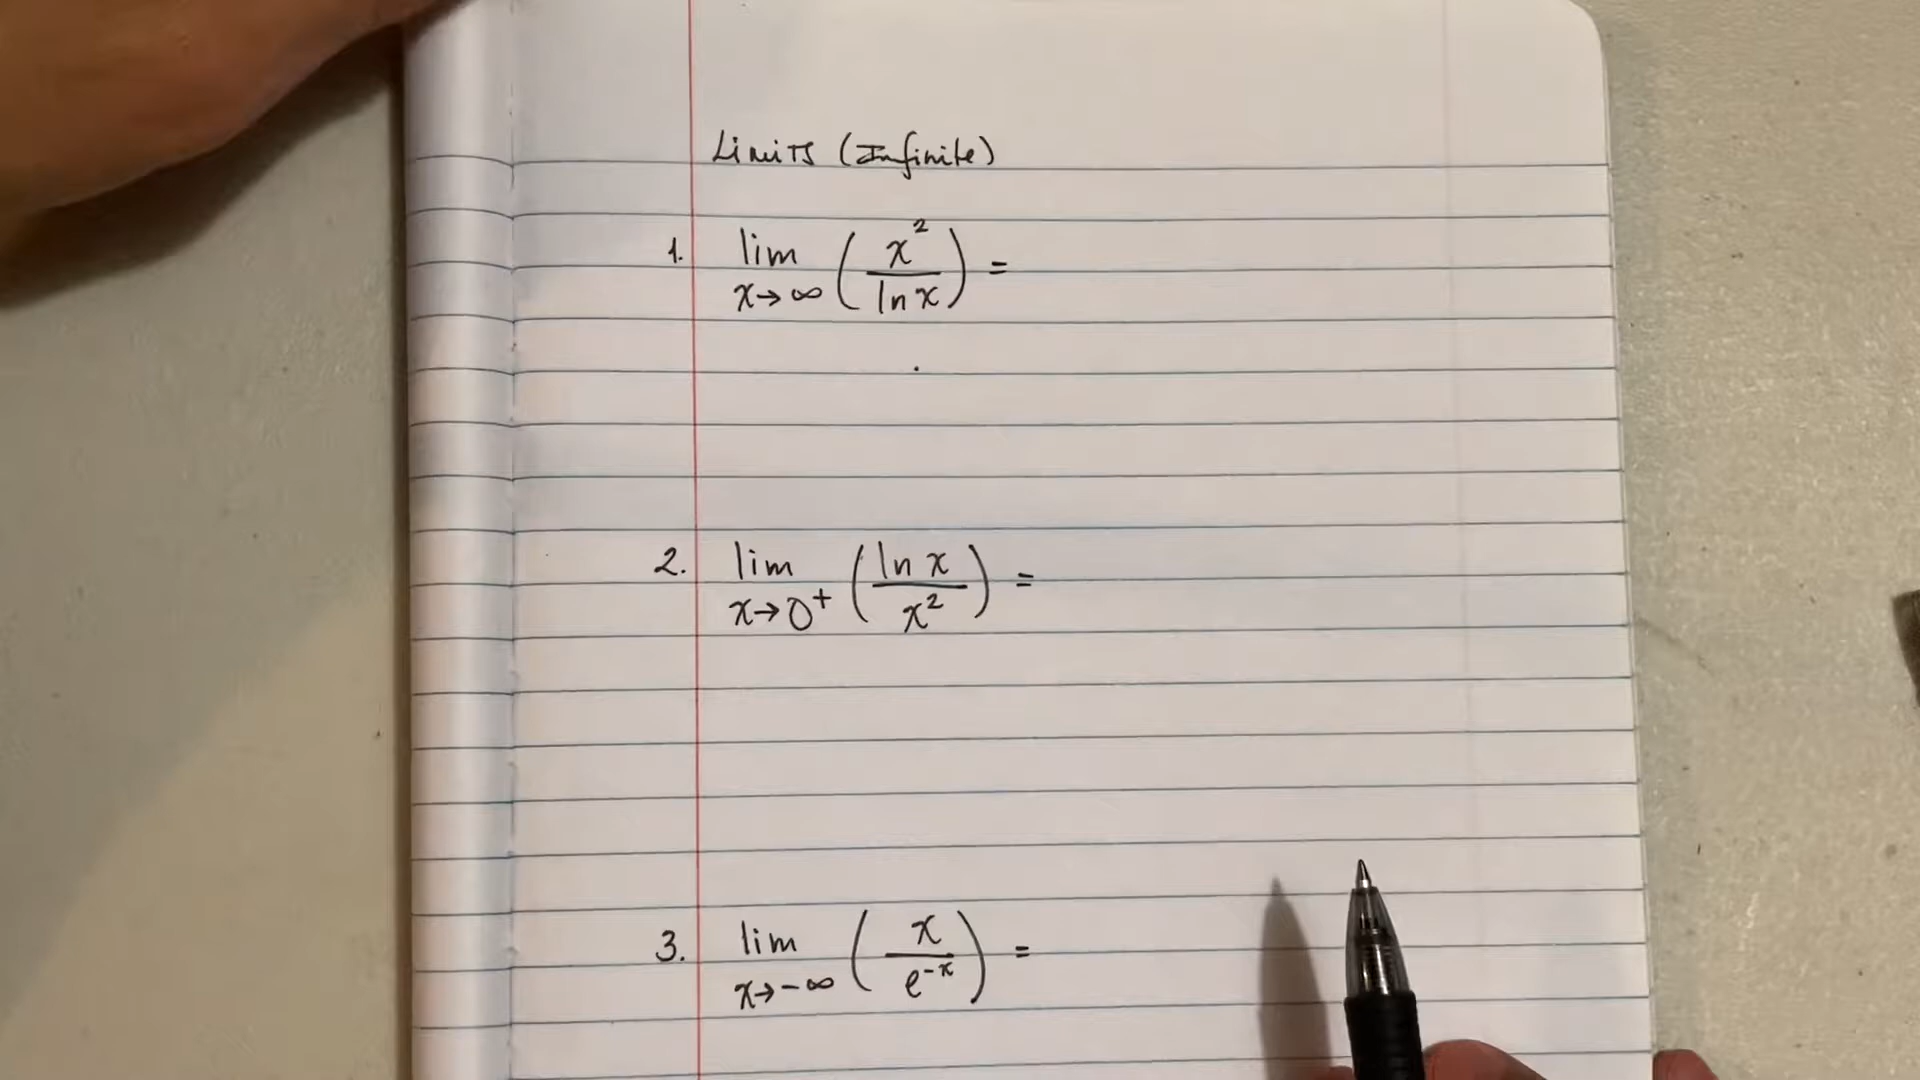 Limits (Infinite)
1. lim x→∞ (x² / ln x) =
2. lim x→0⁺ (ln x / x²) =
3. lim x→-∞ (x / e⁻ˣ) =